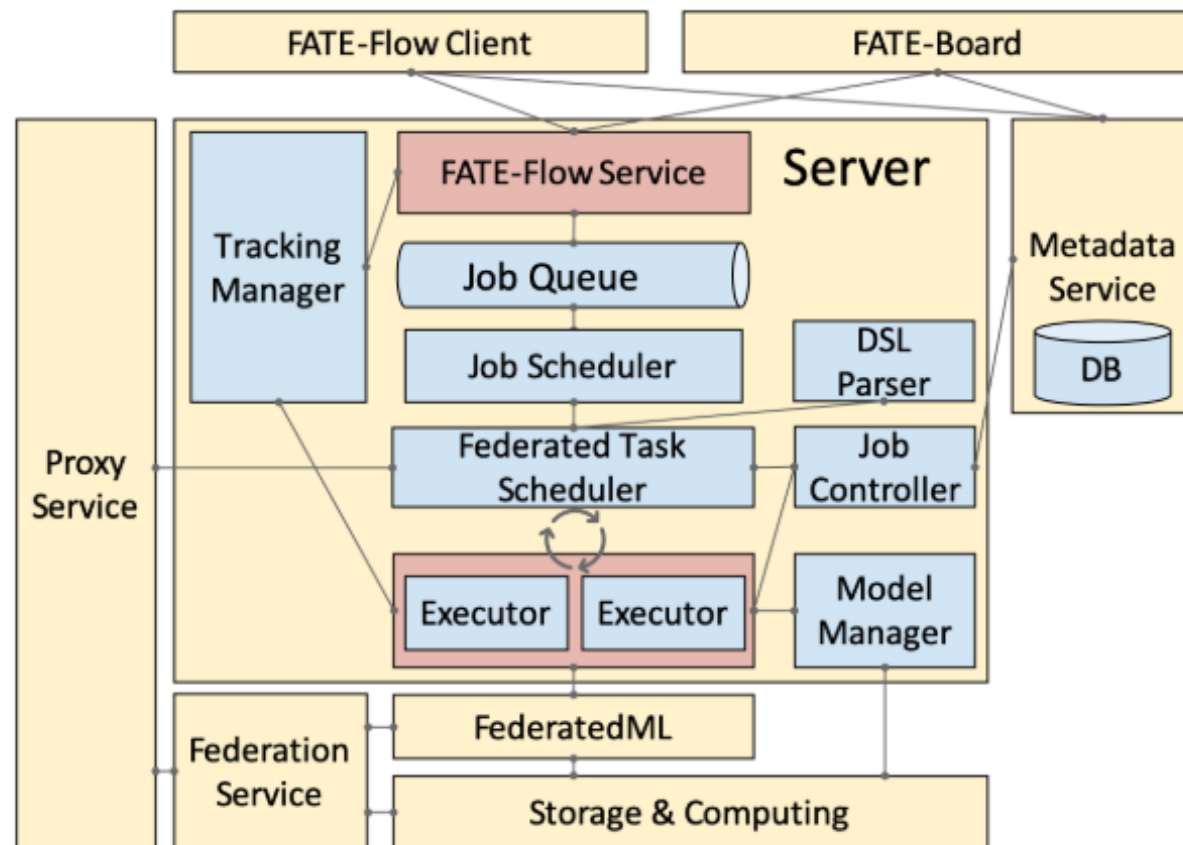 FATE-Flow Client
FATE-Board
Server
FATE-Flow Service
Tracking
Manager
Job Queue
Metadata
Service
DB
Job Scheduler
DSL
Parser
Proxy
Service
Federated Task
Scheduler
Job
Controller
Executor
Executor
Model
Manager
Federation
Service
FederatedML
Storage & Computing